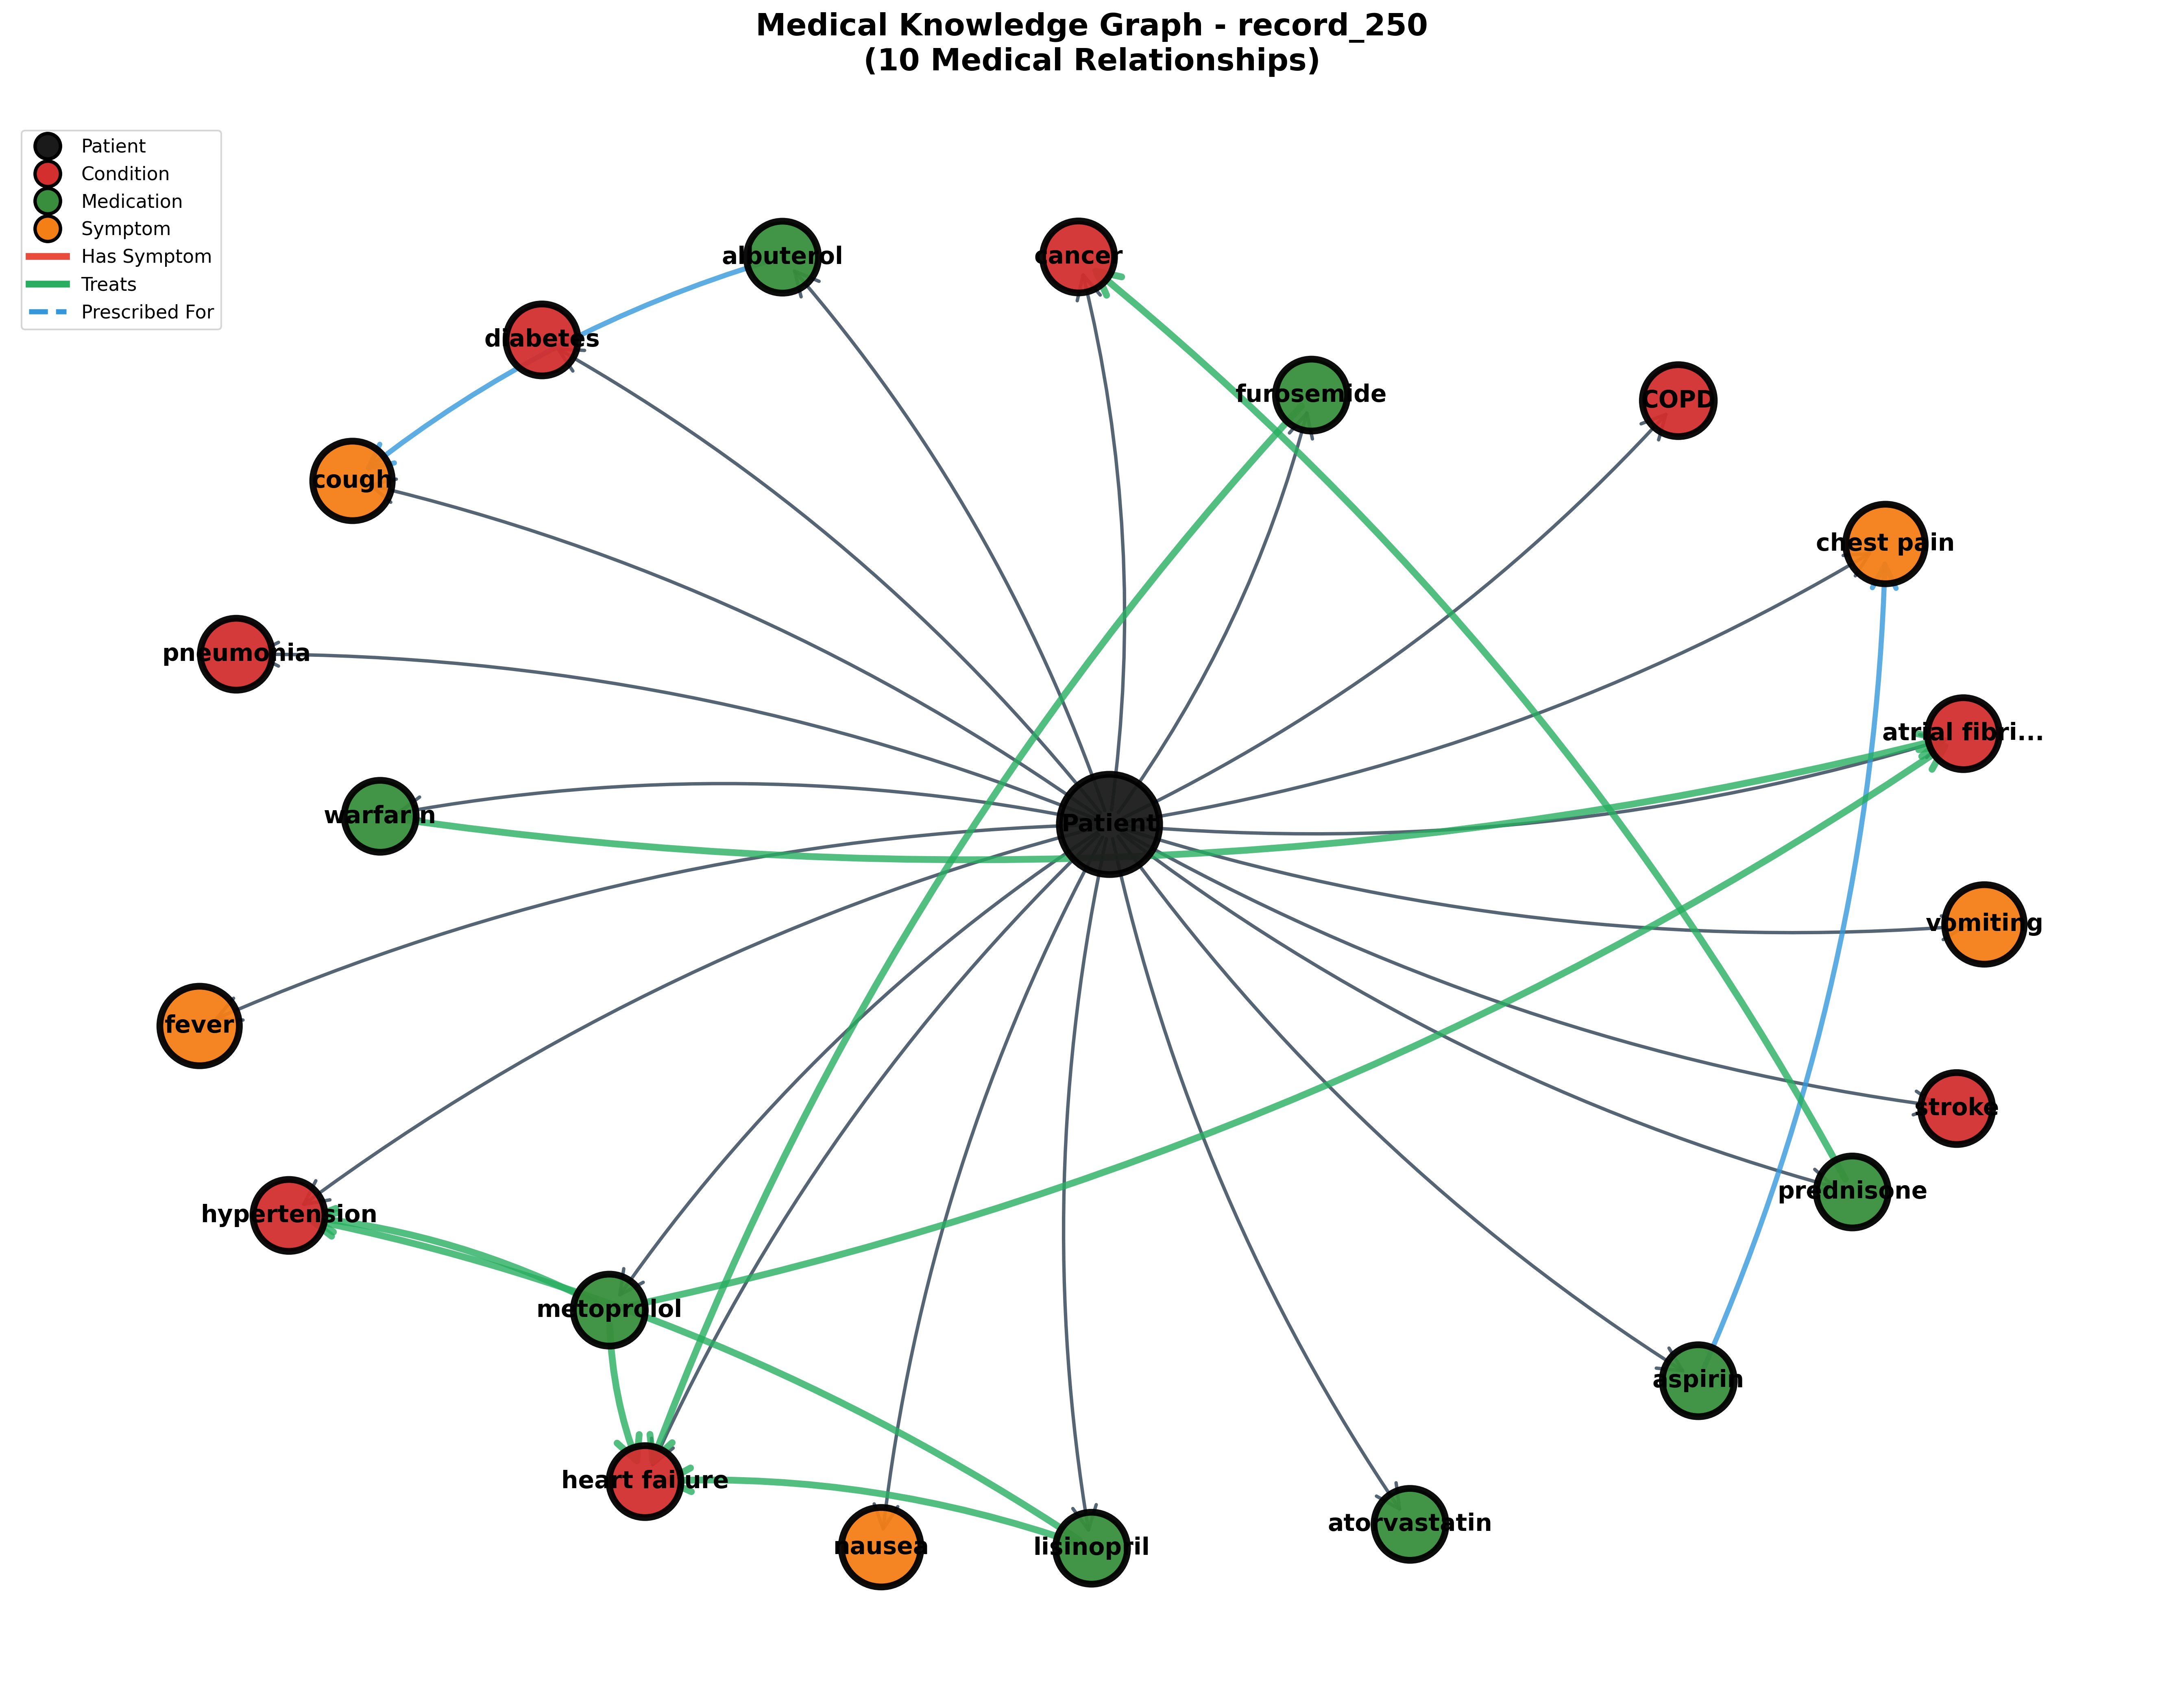 Medical Knowledge Graph - record_250
(10 Medical Relationships)
Patient
Condition
Medication
Symptom
Has Symptom
Treats
Prescribed For
albuterol
cancer
diabetes
furosemide
COPD
cough
chest pain
pneumonia
atrial fibri...
warfarin
Patient
vomiting
fever
stroke
prednisone
hypertension
metoprolol
aspirin
heart failure
atorvastatin
nausea
lisinopril